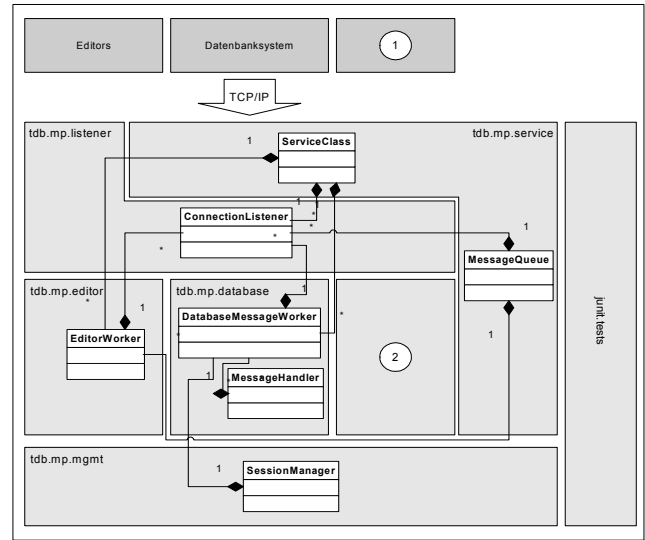 Editors
Datenbanksystem
1
TCP/IP
tdb.mp.listener
tdb.mp.service
1
ServiceClass
1
1
*
ConnectionListener
*
*
*
1
MessageQueue
1
tdb.mp.editor
tdb.mp.database
*
1
DatabaseMessageWorker
*
EditorWorker
*
1
2
1
MessageHandler
*
junit.tests
tdb.mp.mgmt
1
SessionManager